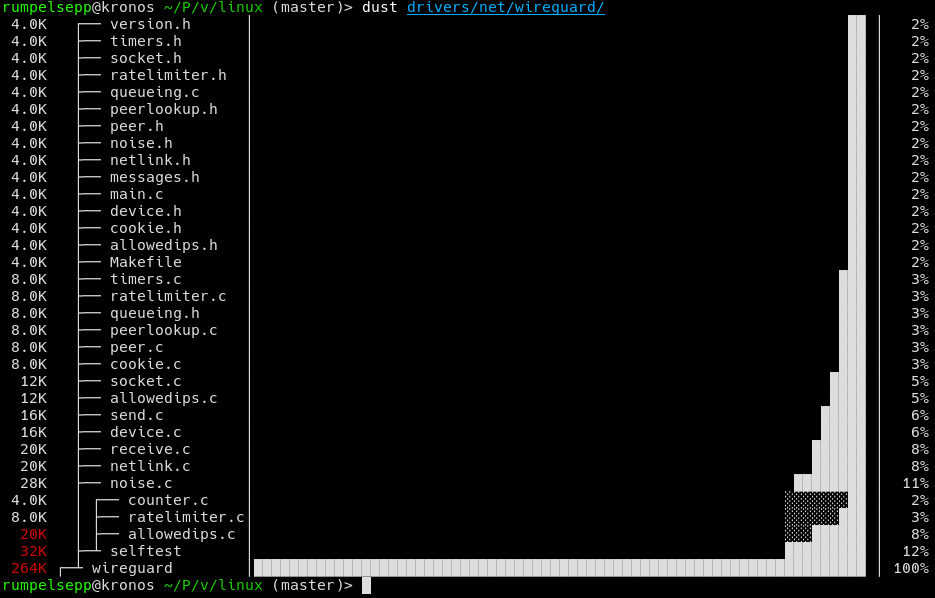 rumpelsepp@kronos ~/P/v/linux (master)> dust drivers/net/wireguard/
4.0K ┌── version.h 2%
4.0K ├── timers.h 2%
4.0K ├── socket.h 2%
4.0K ├── ratelimiter.h 2%
4.0K ├── queueing.c 2%
4.0K ├── peerlookup.h 2%
4.0K ├── peer.h 2%
4.0K ├── noise.h 2%
4.0K ├── netlink.h 2%
4.0K ├── messages.h 2%
4.0K ├── main.c 2%
4.0K ├── device.h 2%
4.0K ├── cookie.h 2%
4.0K ├── allowedips.h 2%
4.0K ├── Makefile 2%
8.0K ├── timers.c 3%
8.0K ├── ratelimiter.c 3%
8.0K ├── queueing.h 3%
8.0K ├── peerlookup.c 3%
8.0K ├── peer.c 3%
8.0K ├── cookie.c 3%
12K ├── socket.c 5%
12K ├── allowedips.c 5%
16K ├── send.c 6%
16K ├── device.c 6%
20K ├── receive.c 8%
20K ├── netlink.c 8%
28K ├── noise.c 11%
4.0K │ ┌── counter.c 2%
8.0K │ ├── ratelimiter.c 3%
20K │ ├── allowedips.c 8%
32K ├─┴ selftest 12%
264K ┌─┴ wireguard 100%
rumpelsepp@kronos ~/P/v/linux (master)>